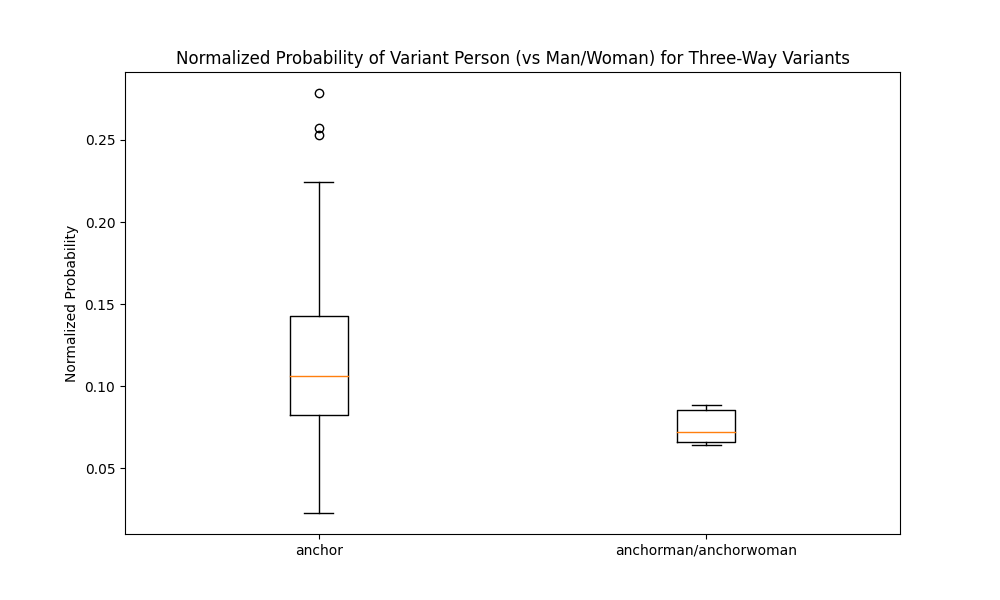 Normalized Probability of Variant Person (vs Man/Woman) for Three-Way Variants
Normalized Probability
0.25
0.20
0.15
0.10
0.05
anchor
anchorman/anchorwoman